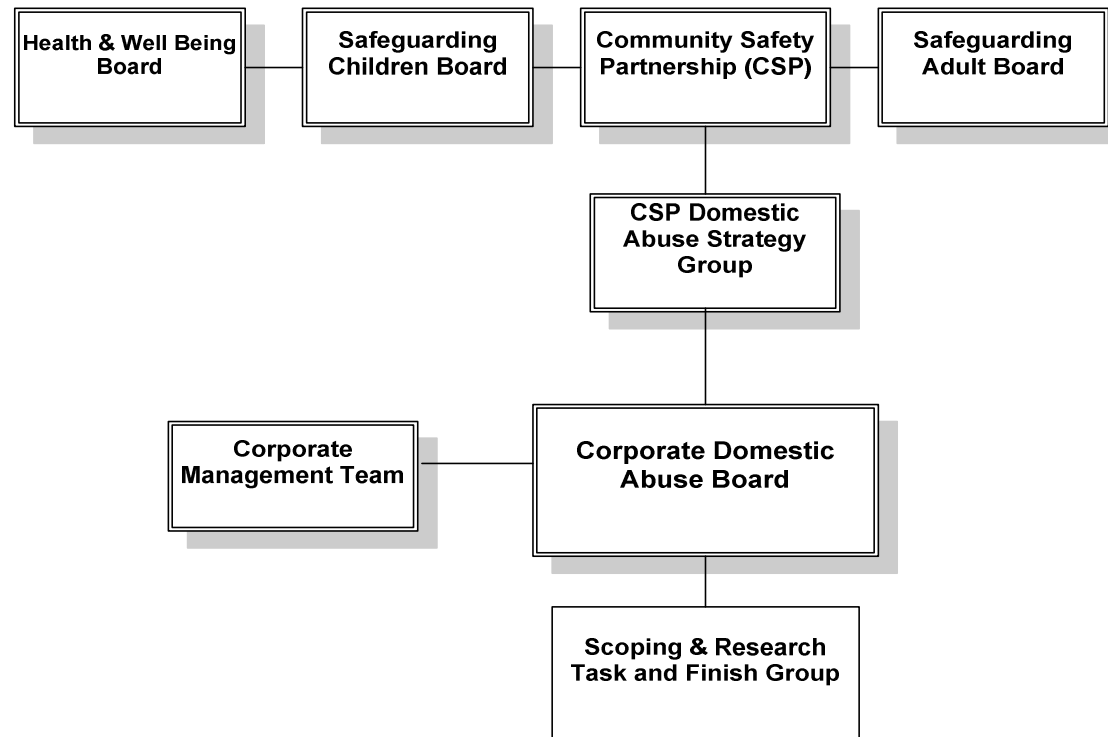 Health & Well Being
Board
Safeguarding
Children Board
Community Safety
Partnership (CSP)
Safeguarding
Adult Board
CSP Domestic
Abuse Strategy
Group
Corporate
Management Team
Corporate Domestic
Abuse Board
Scoping & Research
Task and Finish Group